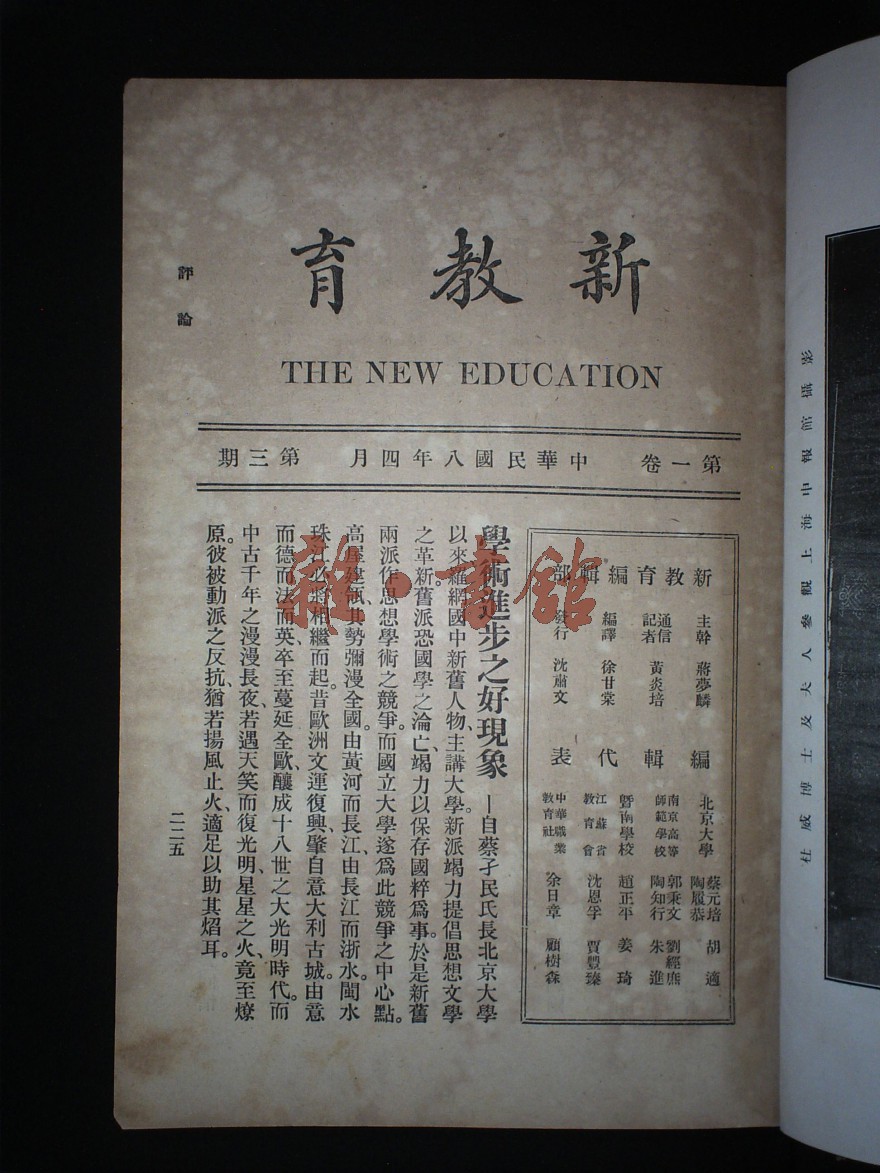 新教育
THE NEW EDUCATION
第一卷 中華民國八年四月 第三期
新教育編輯部
主幹 蔣夢麟
通信記者 黃炎培
編譯 徐甘棠
發行 沈肅文
編輯代表
北京大學 蔡元培 胡適 陶履恭
南京高等師範學校 郭秉文 劉經庶 陶知行 朱進
暨南學校 趙正平 姜琦
江蘇省教育會 沈恩孚 賈豐臻
中華職業教育社 余日章 顧樹森
學術進步之好現象 —自蔡孑民氏長北京大學
以來羅網國中新舊人物、主講大學。新派竭力提倡思想文學
之革新。舊派恐國學之淪亡、竭力以保存國粹爲事。於是新舊
兩派作思想學術之競爭。而國立大學遂爲此競爭之中心點。
高屋建瓴、其勢彌漫全國。由黃河而長江、由長江而浙水。閩水
珠江必將相繼而起。昔歐洲文運復興、肇自意大利古城。由意
而德而法而英、卒至蔓延全歐、釀成十八世之大光明時代。而
中古千年之漫漫長夜、若遇天笑而復光明。星星之火、竟至燎
原。彼被動派之反抗、猶若揚風止火、適足以助其熖耳。
評論
二二五
杜威博士及夫人參觀上海申報館攝影
雜·書館